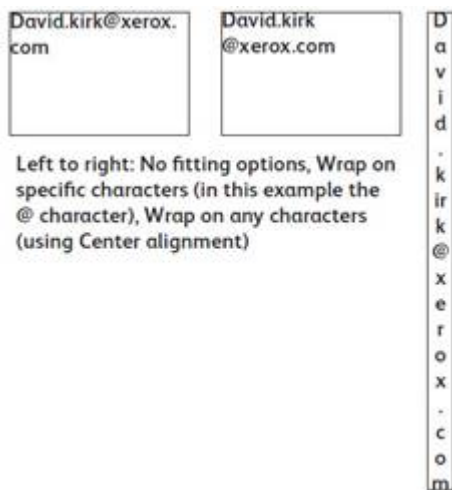 David.kirk@xerox.
com
David.kirk
@xerox.com
D
a
v
i
d
.
k
ir
k
@
x
e
r
o
x
.
c
o
m
Left to right: No fitting options, Wrap on
specific characters (in this example the
@ character), Wrap on any characters
(using Center alignment)